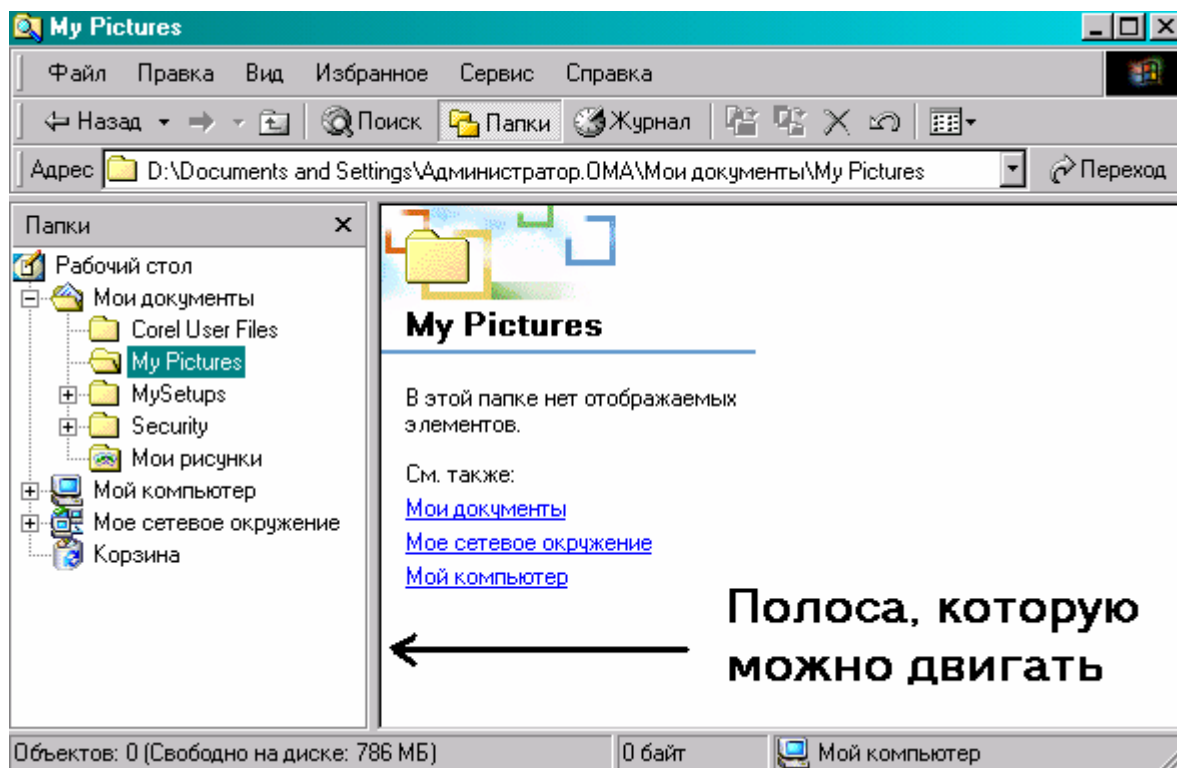 My Pictures
Файл Правка Вид Избранное Сервис Справка
Назад Поиск Папки Журнал
Адрес D:\Documents and Settings\Администратор.ОМА\Мои документы\My Pictures Переход
Папки
Рабочий стол
Мои документы
Corel User Files
My Pictures
MySetups
Security
Мои рисунки
Мой компьютер
Мое сетевое окружение
Корзина
My Pictures
В этой папке нет отображаемых
элементов.
См. также:
Мои документы
Мое сетевое окружение
Мой компьютер
Полоса, которую
можно двигать
Объектов: 0 (Свободно на диске: 786 МБ) 0 байт Мой компьютер